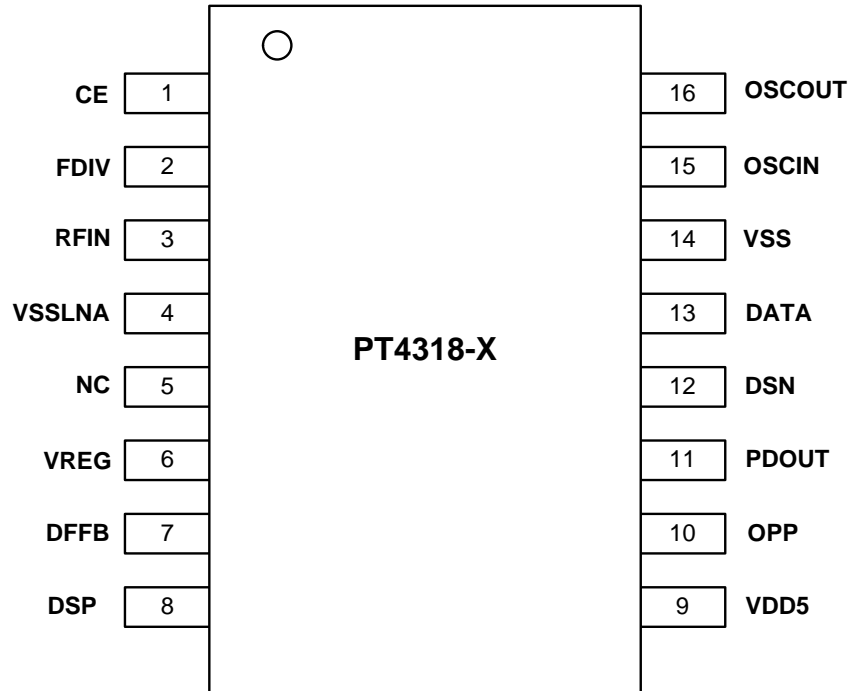 CE 1 16 OSCOUT
FDIV 2 15 OSCIN
RFIN 3 14 VSS
VSSLNA 4 13 DATA
PT4318-X
NC 5 12 DSN
VREG 6 11 PDOUT
DFFB 7 10 OPP
DSP 8 9 VDD5